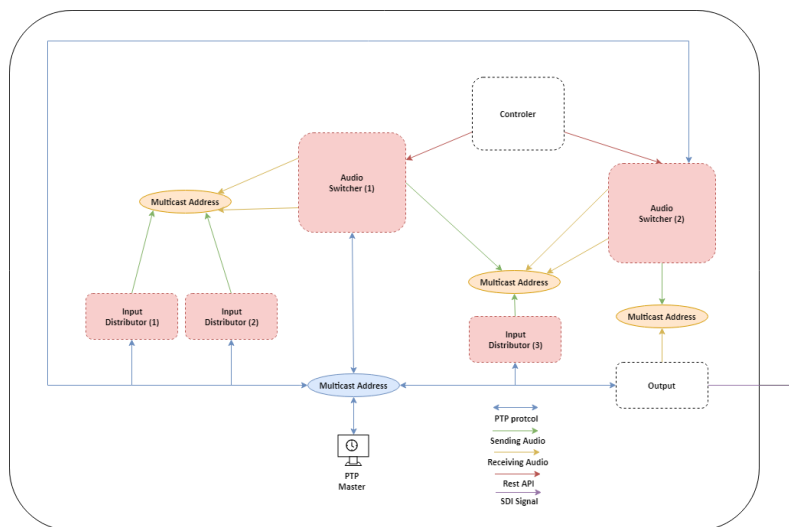 Controler
Audio
Switcher (1)
Audio
Switcher (2)
Multicast Address
Multicast Address
Input
Distributor (1)
Input
Distributor (2)
Input
Distributor (3)
Multicast Address
Multicast Address
Output
PTP
Master
PTP protcol
Sending Audio
Receiving Audio
Rest API
SDI Signal